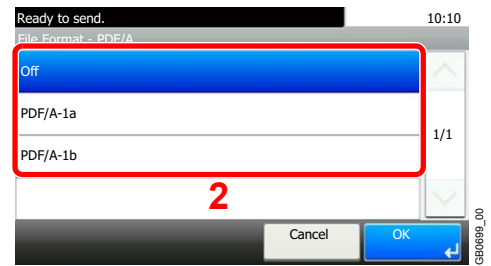 Ready to send. 10:10
File Format - PDF/A
Off
PDF/A-1a
1/1
PDF/A-1b
2
Cancel OK
GB0699_00